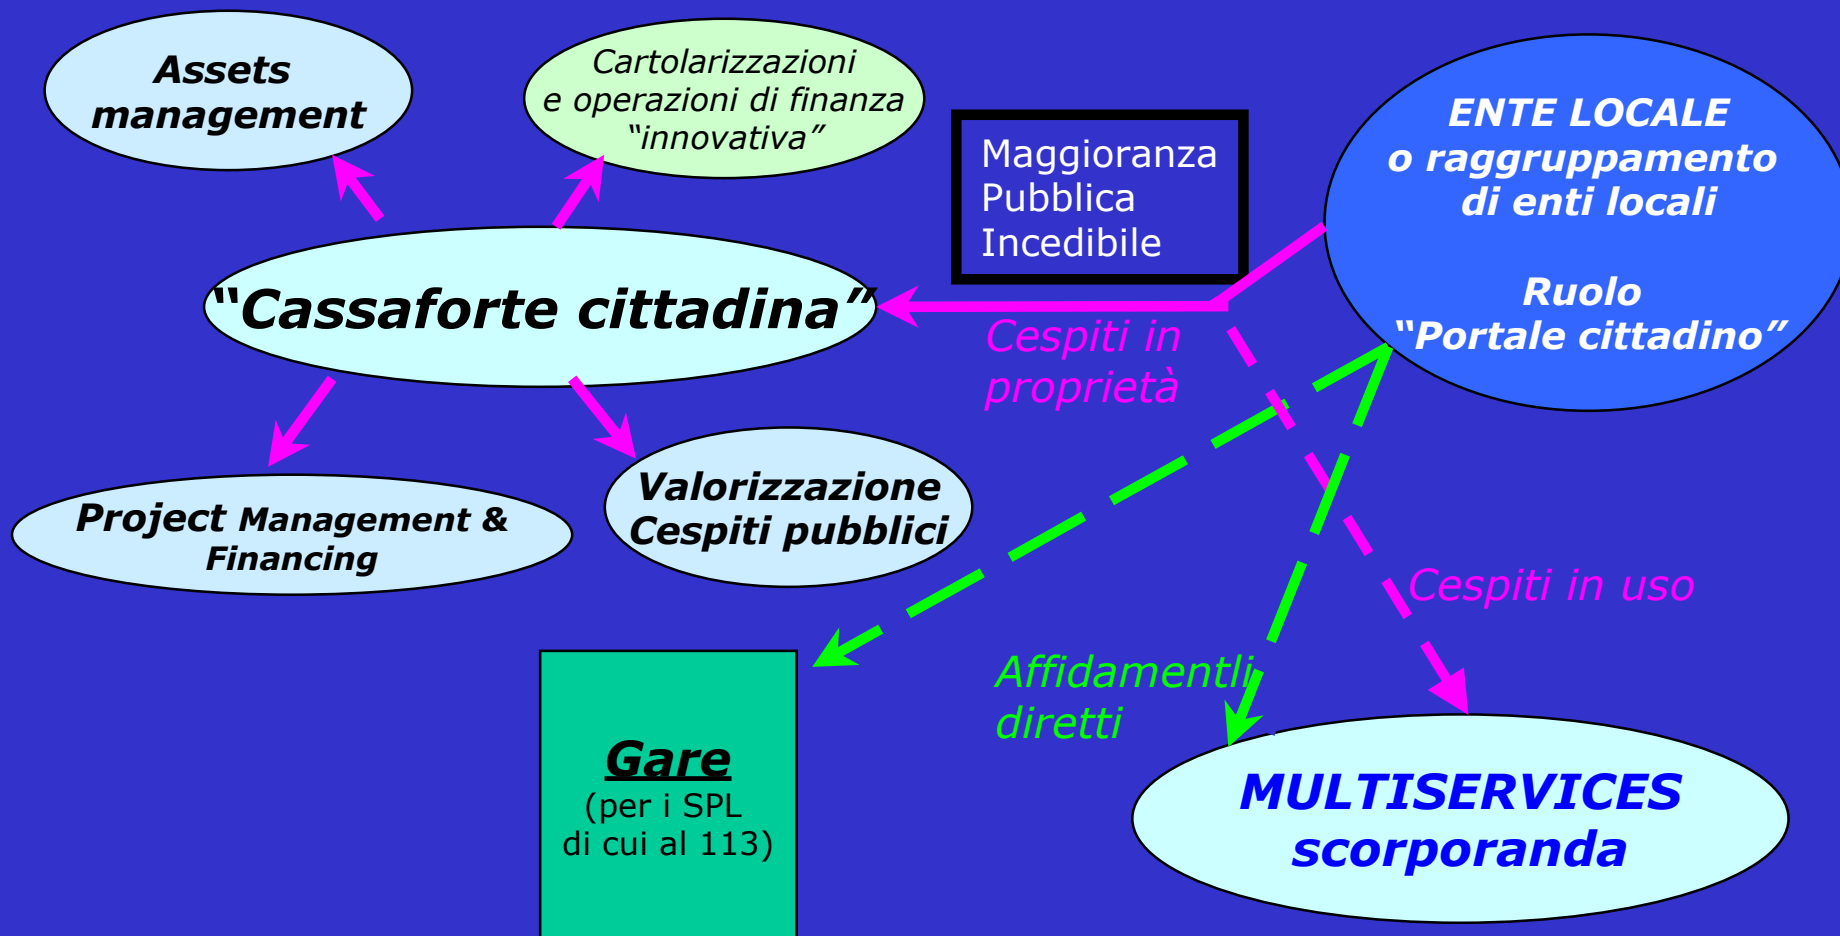 Assets
management
Cartolarizzazioni
e operazioni di finanza
“innovativa”
Maggioranza
Pubblica
Incedibile
ENTE LOCALE
o raggruppamento
di enti locali
Ruolo
“Portale cittadino”
“Cassaforte cittadina”
Cespiti in
proprietà
Project Management &
Financing
Valorizzazione
Cespiti pubblici
Cespiti in uso
Affidamentli
diretti
Gare
(per i SPL
di cui al 113)
MULTISERVICES
scorporanda